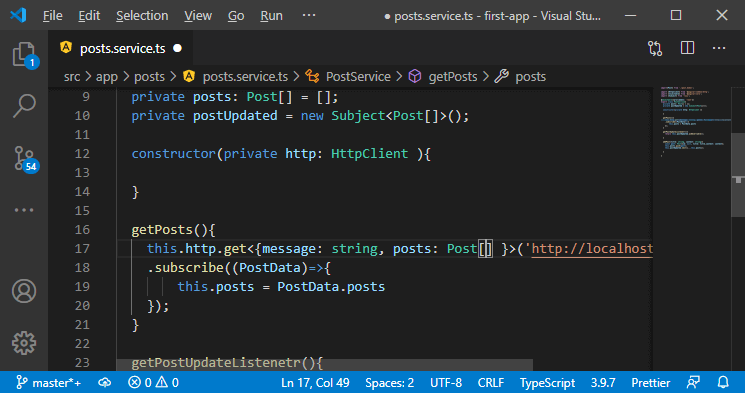 File Edit Selection View Go Run ··· ● posts.service.ts - first-app - Visual Stu...
posts.service.ts ●
src > app > posts > posts.service.ts > PostService > getPosts > posts
1
54
9 private posts: Post[] = [];
10 private postUpdated = new Subject<Post[]>();
11
12 constructor(private http: HttpClient ){
13
14 }
15
16 getPosts(){
17 this.http.get<{message: string, posts: Post[] }>('http://localhost
18 .subscribe((PostData)=>{
19 this.posts = PostData.posts
20 });
21 }
22
23 getPostUpdateListenetr(){
master*+ 0 0 Ln 17, Col 49 Spaces: 2 UTF-8 CRLF TypeScript 3.9.7 Prettier